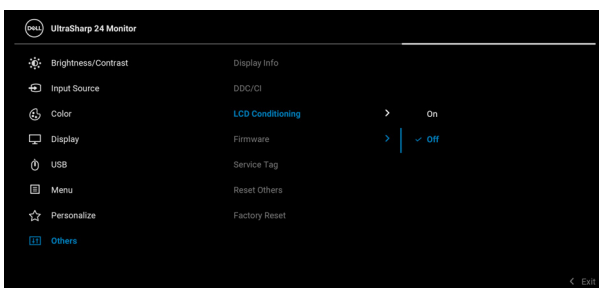 DELL UltraSharp 24 Monitor
Brightness/Contrast
Input Source
Color
Display
USB
Menu
Personalize
Others
Display Info
DDC/CI
LCD Conditioning
Firmware
Service Tag
Reset Others
Factory Reset
On
Off
Exit